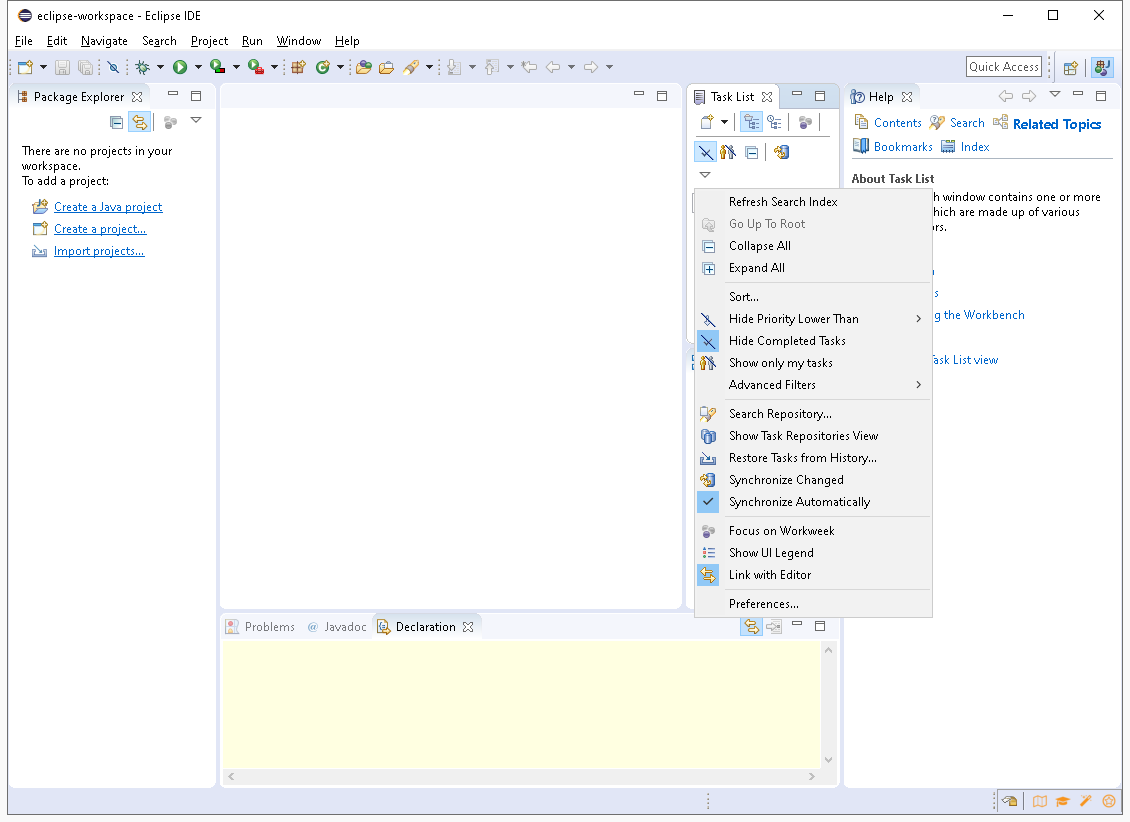 eclipse-workspace - Eclipse IDE
File Edit Navigate Search Project Run Window Help
Quick Access
Package Explorer
There are no projects in your
workspace.
To add a project:
Create a Java project
Create a project...
Import projects...
Task List
Refresh Search Index
Go Up To Root
Collapse All
Expand All
Sort...
Hide Priority Lower Than
Hide Completed Tasks
Show only my tasks
Advanced Filters
Search Repository...
Show Task Repositories View
Restore Tasks from History...
Synchronize Changed
Synchronize Automatically
Focus on Workweek
Show UI Legend
Link with Editor
Preferences...
Help
Contents Search Related Topics
Bookmarks Index
About Task List
window contains one or more
which are made up of various
g the Workbench
Task List view
Problems @ Javadoc Declaration